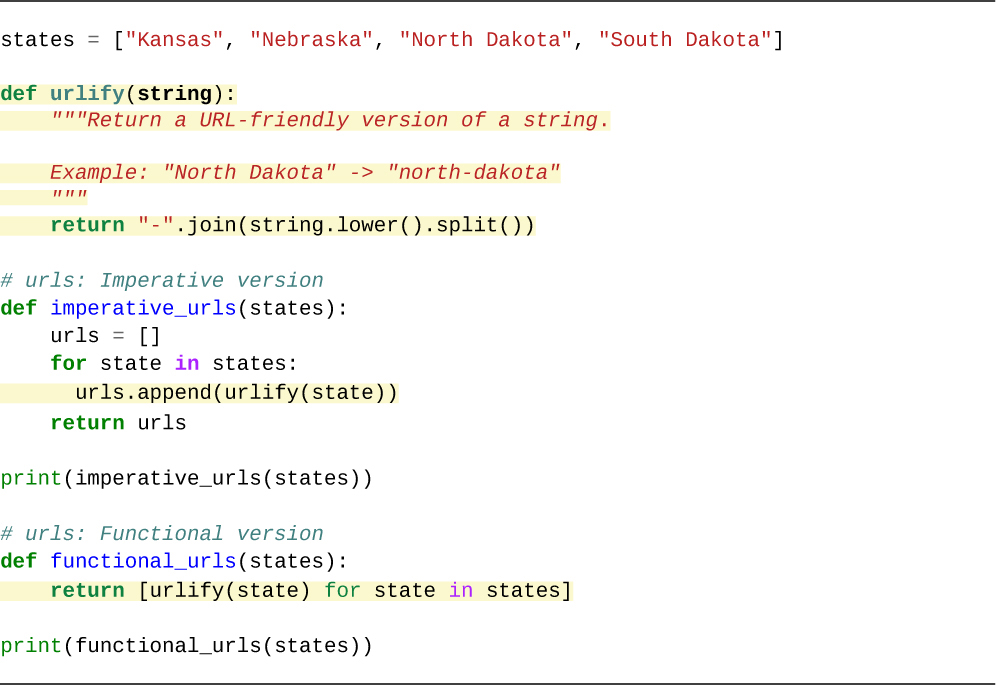 states = ["Kansas", "Nebraska", "North Dakota", "South Dakota"]

def urlify(string):
    """Return a URL-friendly version of a string.

    Example: "North Dakota" -> "north-dakota"
    """
    return "-".join(string.lower().split())

# urls: Imperative version
def imperative_urls(states):
    urls = []
    for state in states:
      urls.append(urlify(state))
    return urls

print(imperative_urls(states))

# urls: Functional version
def functional_urls(states):
    return [urlify(state) for state in states]

print(functional_urls(states))